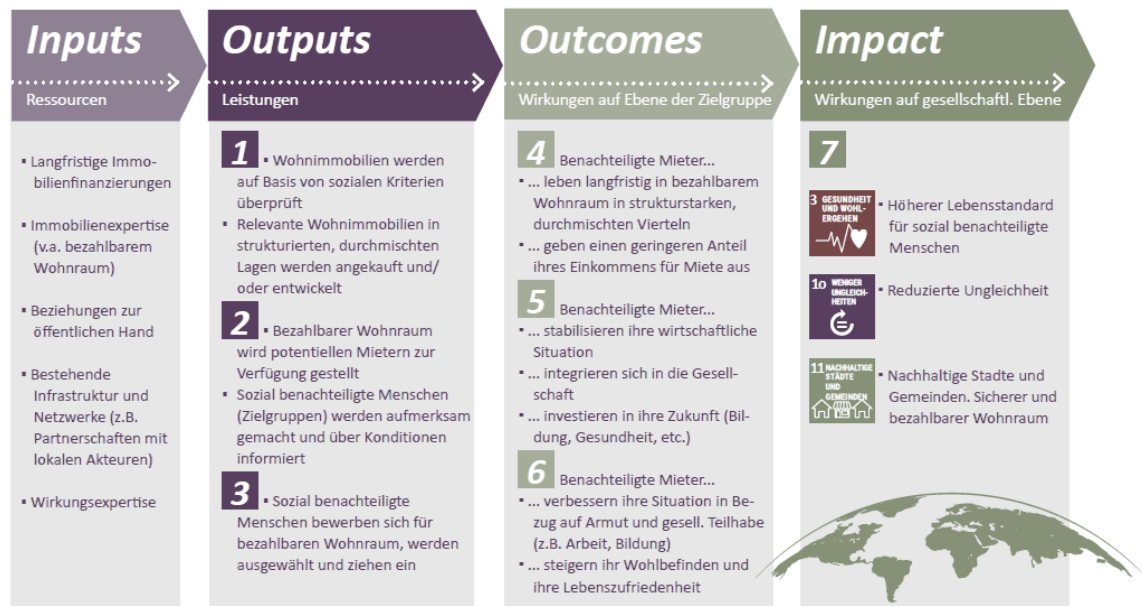 Inputs
Ressourcen
▪ Langfristige Immo-
bilienfinanzierungen
▪ Immobilienexpertise
(v.a. bezahlbarem
Wohnraum)
▪ Beziehungen zur
öffentlichen Hand
▪ Bestehende
Infrastruktur und
Netzwerke (z.B.
Partnerschaften mit
lokalen Akteuren)
▪ Wirkungsexpertise
Outputs
Leistungen
1 ▪ Wohnimmobilien werden
auf Basis von sozialen Kriterien
überprüft
▪ Relevante Wohnimmobilien in
strukturierten, durchmischten
Lagen werden angekauft und/
oder entwickelt
2 ▪ Bezahlbarer Wohnraum
wird potentiellen Mietern zur
Verfügung gestellt
▪ Sozial benachteiligte Menschen
(Zielgruppen) werden aufmerksam
gemacht und über Konditionen
informiert
3 ▪ Sozial benachteiligte
Menschen bewerben sich für
bezahlbaren Wohnraum, werden
ausgewählt und ziehen ein
Outcomes
Wirkungen auf Ebene der Zielgruppe
4 Benachteiligte Mieter...
▪ ... leben langfristig in bezahlbarem
Wohnraum in strukturstarken,
durchmischten Vierteln
▪ ... geben einen geringeren Anteil
ihres Einkommens für Miete aus
5 Benachteiligte Mieter...
▪ ... stabilisieren ihre wirtschaftliche
Situation
▪ ... integrieren sich in die Gesell-
schaft
▪ ... investieren in ihre Zukunft (Bil-
dung, Gesundheit, etc.)
6 Benachteiligte Mieter...
▪ ... verbessern ihre Situation in Be-
zug auf Armut und gesell. Teilhabe
(z.B. Arbeit, Bildung)
▪ ... steigern ihr Wohlbefinden und
ihre Lebenszufriedenheit
Impact
Wirkungen auf gesellschaftl. Ebene
7
3 GESUNDHEIT
UND WOHL-
ERGEHEN
▪ Höherer Lebensstandard
für sozial benachteiligte
Menschen
10 WENIGER
UNGLEICH-
HEITEN
▪ Reduzierte Ungleichheit
11 NACHHALTIGE
STÄDTE
UND
GEMEINDEN
▪ Nachhaltige Stadte und
Gemeinden. Sicherer und
bezahlbarer Wohnraum